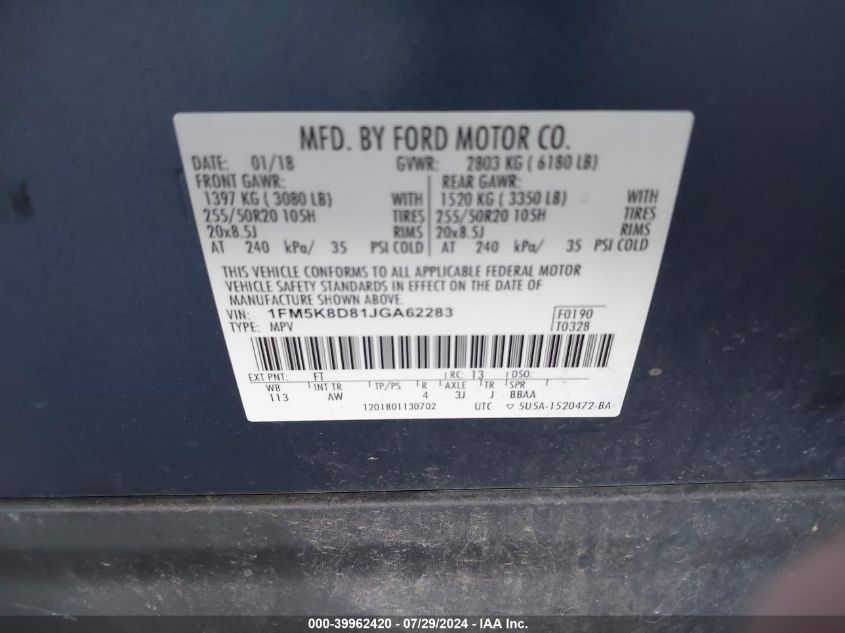 MFD. BY FORD MOTOR CO.
DATE: 01/18 GVWR: 2803 KG ( 6180 LB)
FRONT GAWR: REAR GAWR:
1397 KG ( 3080 LB) WITH 1520 KG ( 3350 LB) WITH
255/50R20 105H TIRES 255/50R20 105H TIRES
20x8.5J RIMS 20x8.5J RIMS
AT 240 kPa/ 35 PSI COLD AT 240 kPa/ 35 PSI COLD
THIS VEHICLE CONFORMS TO ALL APPLICABLE FEDERAL MOTOR
VEHICLE SAFETY STANDARDS IN EFFECT ON THE DATE OF
MANUFACTURE SHOWN ABOVE.
VIN: 1FM5K8D81JGA62283 F0190
TYPE: MPV T0328
EXT PNT: FT RC: 13 DSO:
WB INT TR TP/PS R AXLE TR SPR
113 AW 4 3J J BBAA
1201801130702 UTC ▽ 5U5A-1520472-BA
000-39962420 - 07/29/2024 - IAA Inc.